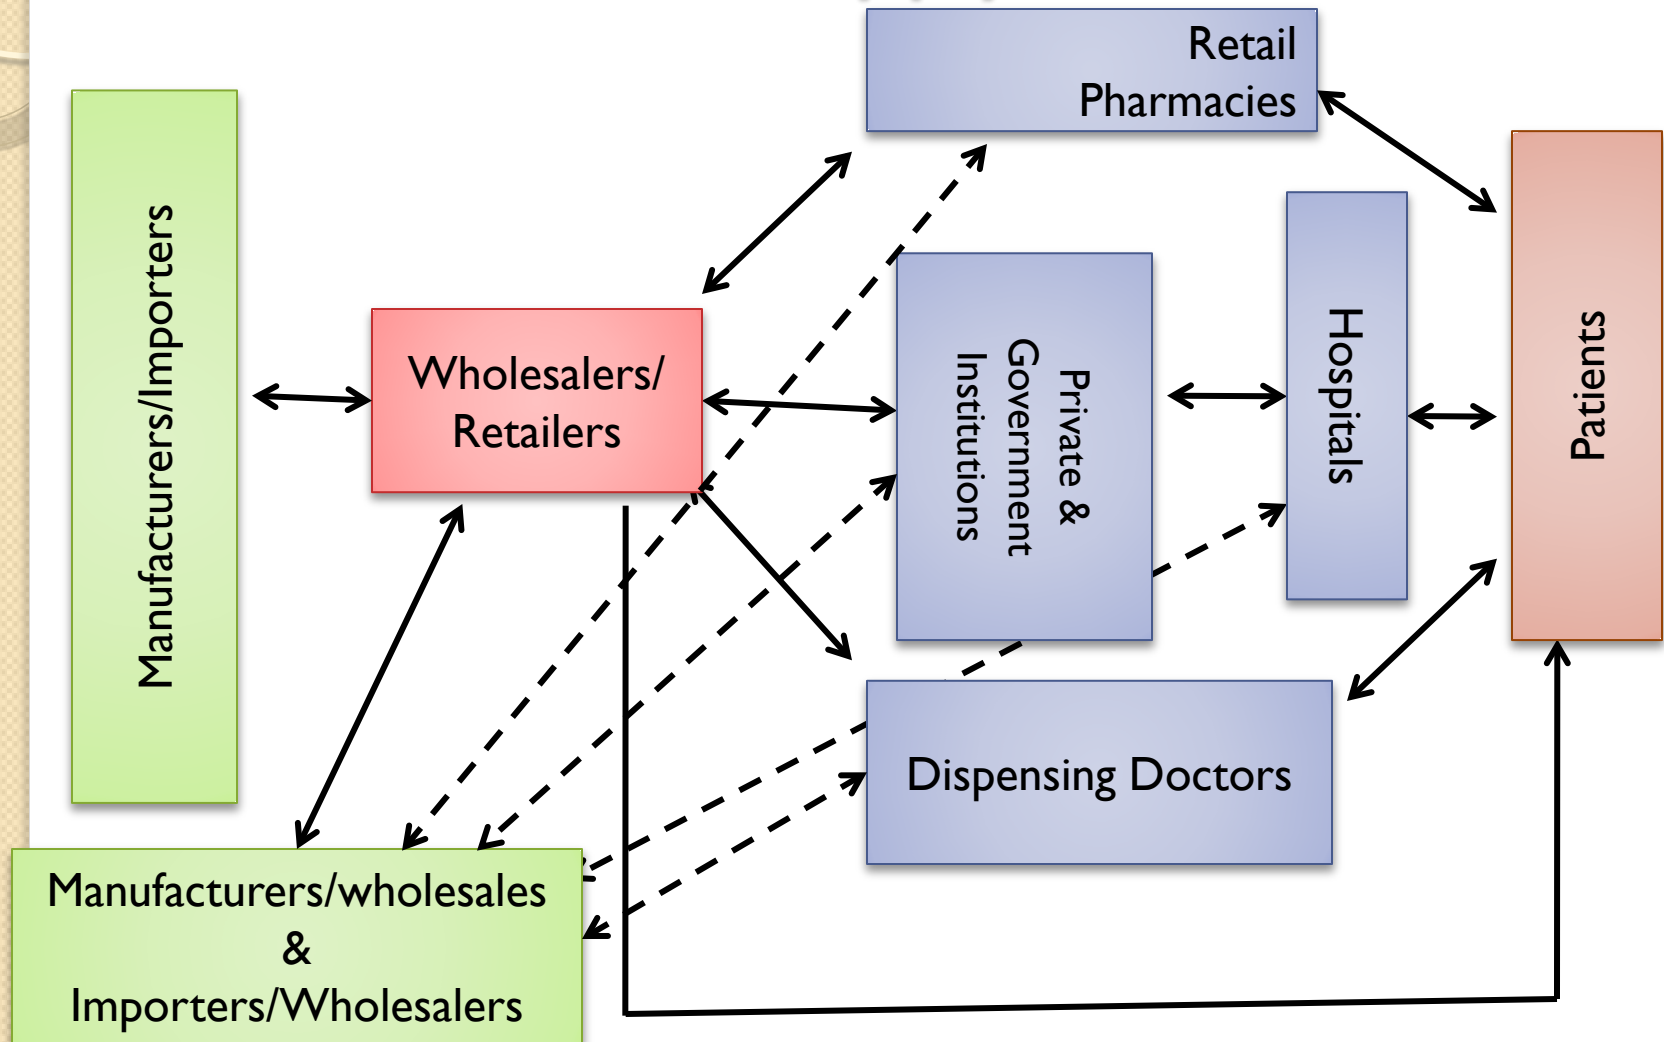 Retail
Pharmacies
Manufacturers/Importers
Wholesalers/
Retailers
Private &
Government
Institutions
Hospitals
Patients
Dispensing Doctors
Manufacturers/wholesales
&
Importers/Wholesalers